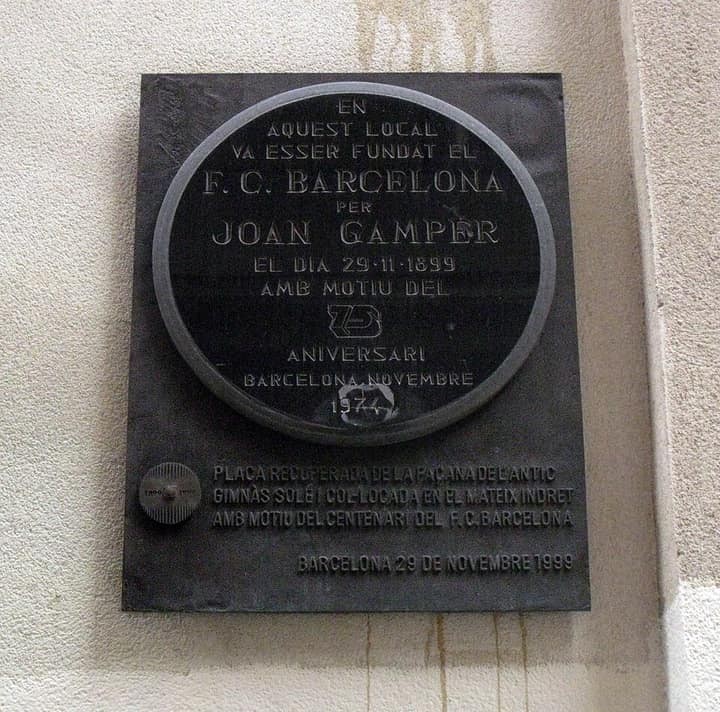 EN
AQUEST LOCAL
VA ESSER FUNDAT EL
F. C. BARCELONA
PER
JOAN GAMPER
EL DIA 29·11·1899
AMB MOTIU DEL
75
ANIVERSARI
BARCELONA NOVEMBRE
1974
PLACA RECUPERADA DE LA FAÇANA DE L'ANTIC
GIMNÀS SOLÉ I COL·LOCADA EN EL MATEIX INDRET
AMB MOTIU DEL CENTENARI DEL F.C. BARCELONA
BARCELONA 29 DE NOVEMBRE 1999